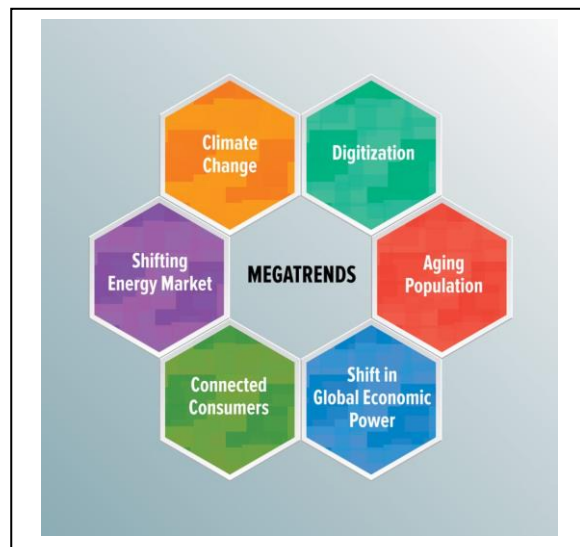 Climate
Change
Digitization
Shifting
Energy Market
MEGATRENDS
Aging
Population
Connected
Consumers
Shift in
Global Economic
Power